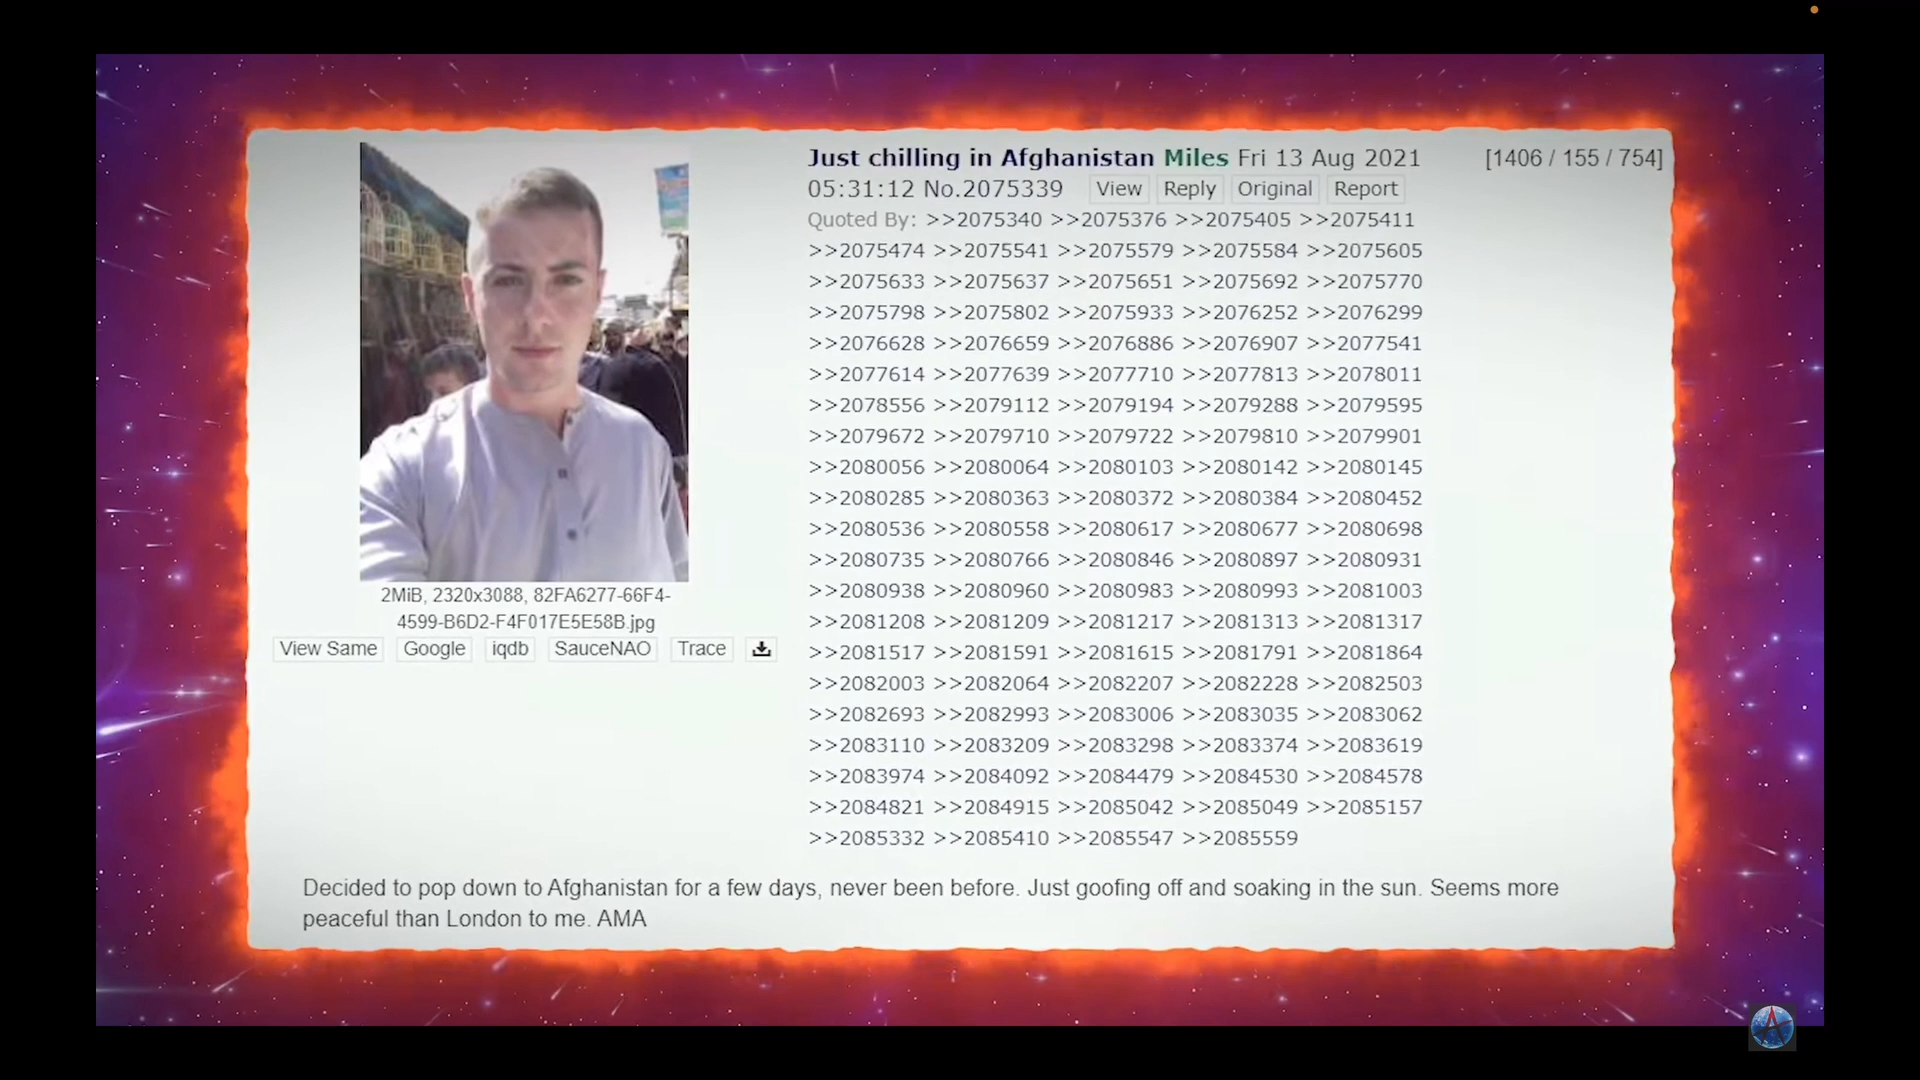 Just chilling in Afghanistan Miles Fri 13 Aug 2021 [1406 / 155 / 754]
05:31:12 No.2075339 View Reply Original Report
Quoted By: >>2075340 >>2075376 >>2075405 >>2075411
>>2075474 >>2075541 >>2075579 >>2075584 >>2075605
>>2075633 >>2075637 >>2075651 >>2075692 >>2075770
>>2075798 >>2075802 >>2075933 >>2076252 >>2076299
>>2076628 >>2076659 >>2076886 >>2076907 >>2077541
>>2077614 >>2077639 >>2077710 >>2077813 >>2078011
>>2078556 >>2079112 >>2079194 >>2079288 >>2079595
>>2079672 >>2079710 >>2079722 >>2079810 >>2079901
>>2080056 >>2080064 >>2080103 >>2080142 >>2080145
>>2080285 >>2080363 >>2080372 >>2080384 >>2080452
>>2080536 >>2080558 >>2080617 >>2080677 >>2080698
>>2080735 >>2080766 >>2080846 >>2080897 >>2080931
>>2080938 >>2080960 >>2080983 >>2080993 >>2081003
>>2081208 >>2081209 >>2081217 >>2081313 >>2081317
>>2081517 >>2081591 >>2081615 >>2081791 >>2081864
>>2082003 >>2082064 >>2082207 >>2082228 >>2082503
>>2082693 >>2082993 >>2083006 >>2083035 >>2083062
>>2083110 >>2083209 >>2083298 >>2083374 >>2083619
>>2083974 >>2084092 >>2084479 >>2084530 >>2084578
>>2084821 >>2084915 >>2085042 >>2085049 >>2085157
>>2085332 >>2085410 >>2085547 >>2085559
2MiB, 2320x3088, 82FA6277-66F4-
4599-B6D2-F4F017E5E58B.jpg
View Same Google iqdb SauceNAO Trace
Decided to pop down to Afghanistan for a few days, never been before. Just goofing off and soaking in the sun. Seems more
peaceful than London to me. AMA